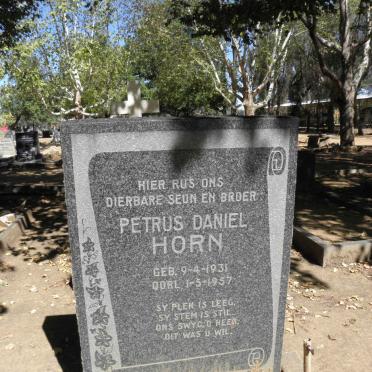 HIER RUS ONS
DIERBARE SEUN EN BROER
PETRUS DANIEL
HORN
GEB. 9-4-1931
OORL. 1-5-1957
SY PLEK IS LEEG,
SY STEM IS STIL.
ONS SWYG, O HEER,
DIT WAS U WIL.